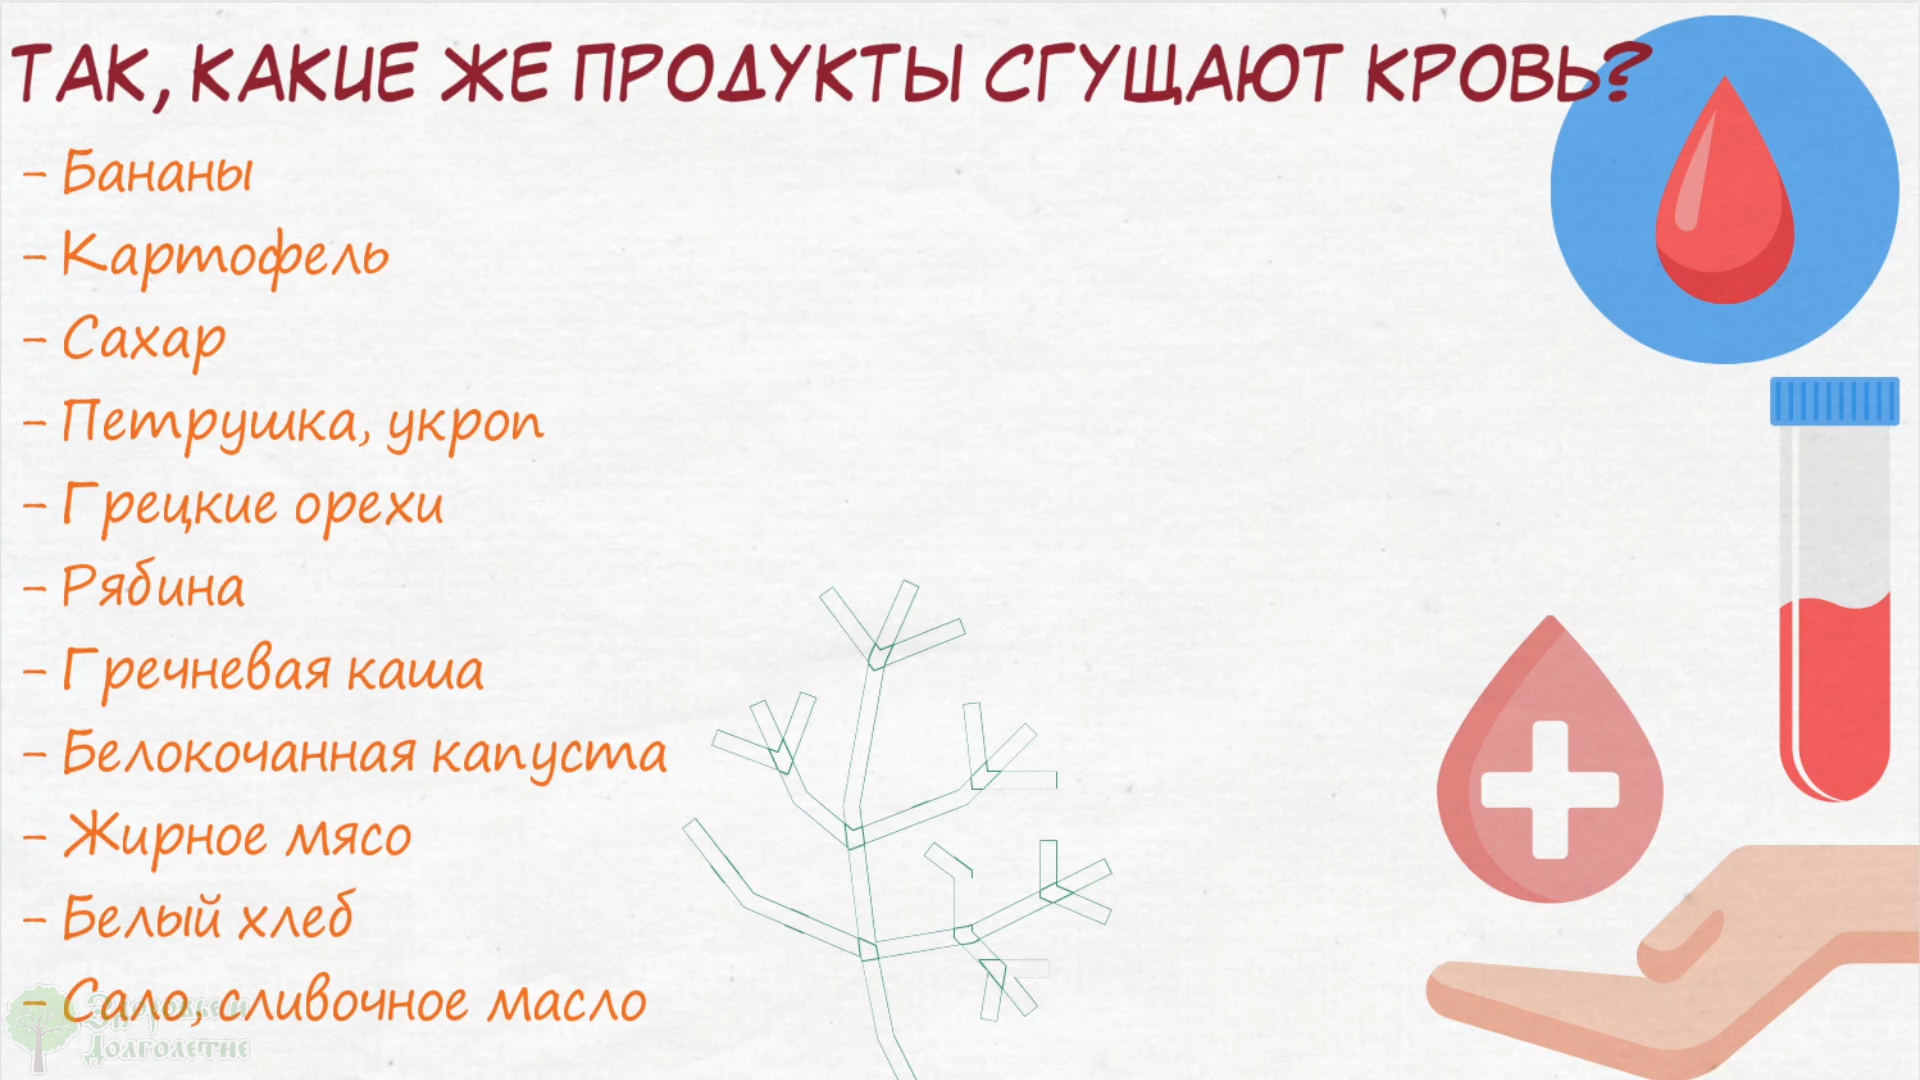 ТАК, КАКИЕ ЖЕ ПРОДУКТЫ СГУЩАЮТ КРОВЬ?
- Бананы
- Картофель
- Сахар
- Петрушка, укроп
- Грецкие орехи
- Рябина
- Гречневая каша
- Белокочанная капуста
- Жирное мясо
- Белый хлеб
- Сало, сливочное масло
Здоровье и
Долголетие